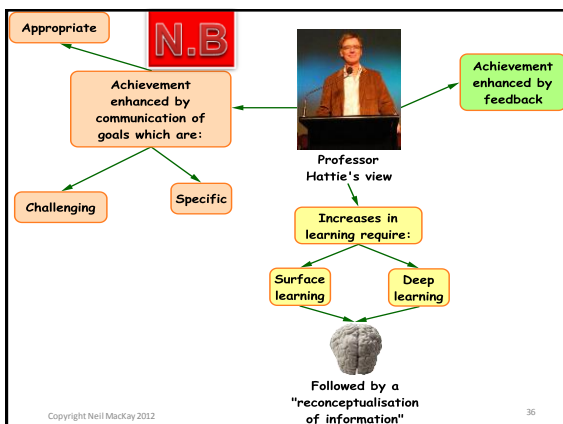 Appropriate
N.B
Achievement
enhanced by
communication of
goals which are:
Challenging
Specific
Professor
Hattie's view
Achievement
enhanced by
feedback
Increases in
learning require:
Surface
learning
Deep
learning
Followed by a
"reconceptualisation
of information"
Copyright Neil MacKay 2012
36